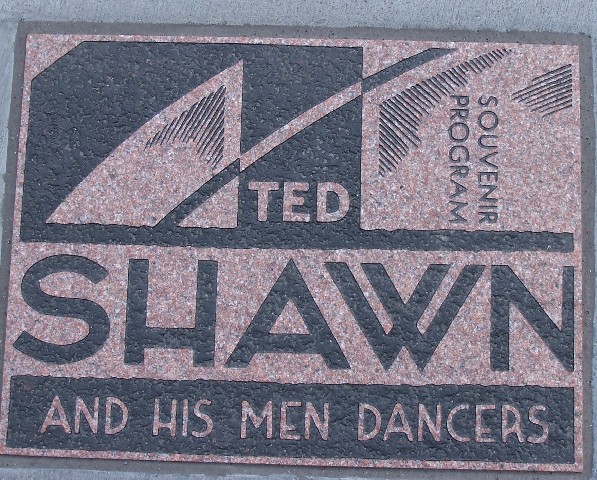 SOUVENIR
PROGRAM
TED
SHAWN
AND HIS MEN DANCERS